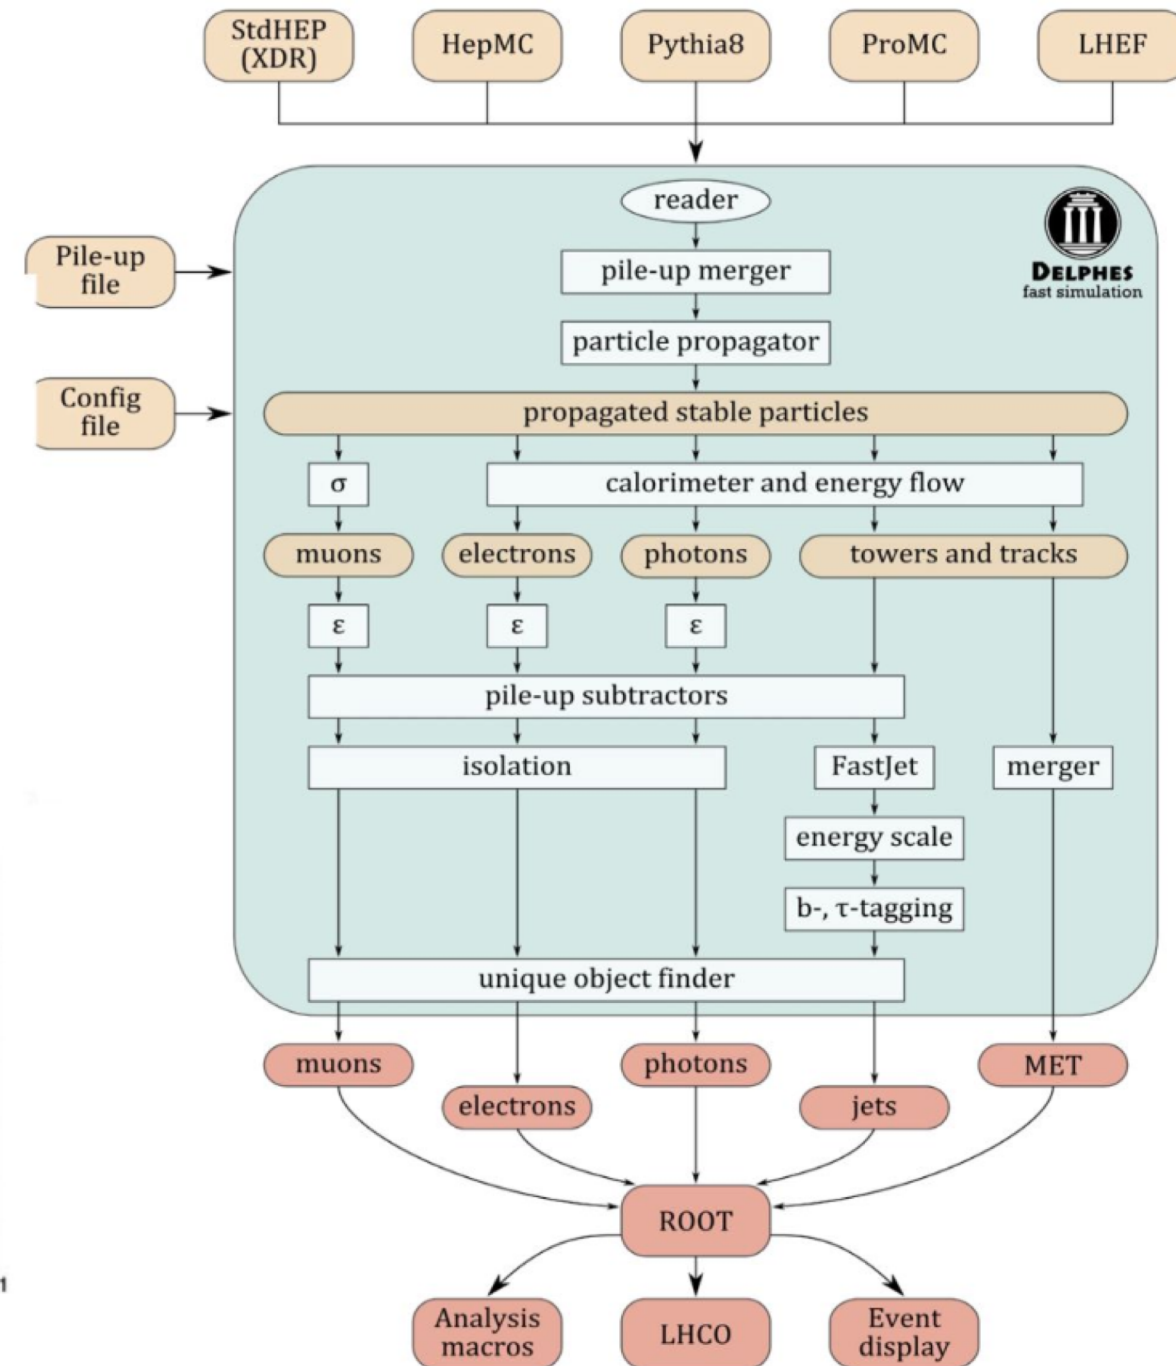 StdHEP
(XDR)
HepMC
Pythia8
ProMC
LHEF
reader
DELPHES
fast simulation
Pile-up
file
pile-up merger
particle propagator
Config
file
propagated stable particles
σ
calorimeter and energy flow
muons
electrons
photons
towers and tracks
ε
ε
ε
pile-up subtractors
isolation
FastJet
merger
energy scale
b-, τ-tagging
unique object finder
muons
photons
MET
electrons
jets
ROOT
1
Analysis
macros
LHCO
Event
display